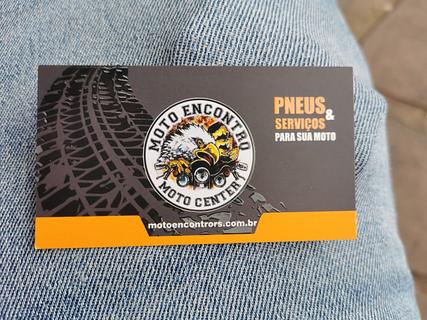 MOTO ENCONTRO
MOTO CENTER
PNEUS
&
SERVIÇOS
PARA SUA MOTO
motoencontrors.com.br